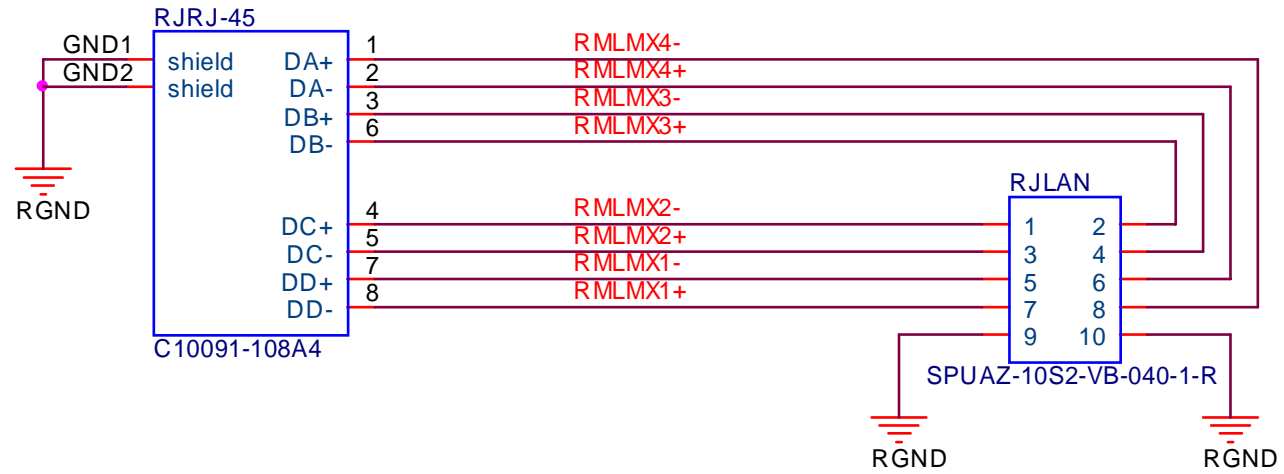 RJRJ-45
GND1
GND2
shield
shield
DA+
DA-
DB+
DB-
DC+
DC-
DD+
DD-
1
2
3
6
4
5
7
8
RMLMX4-
RMLMX4+
RMLMX3-
RMLMX3+
RMLMX2-
RMLMX2+
RMLMX1-
RMLMX1+
RGND
C10091-108A4
RJLAN
1 2
3 4
5 6
7 8
9 10
SPUAZ-10S2-VB-040-1-R
RGND
RGND